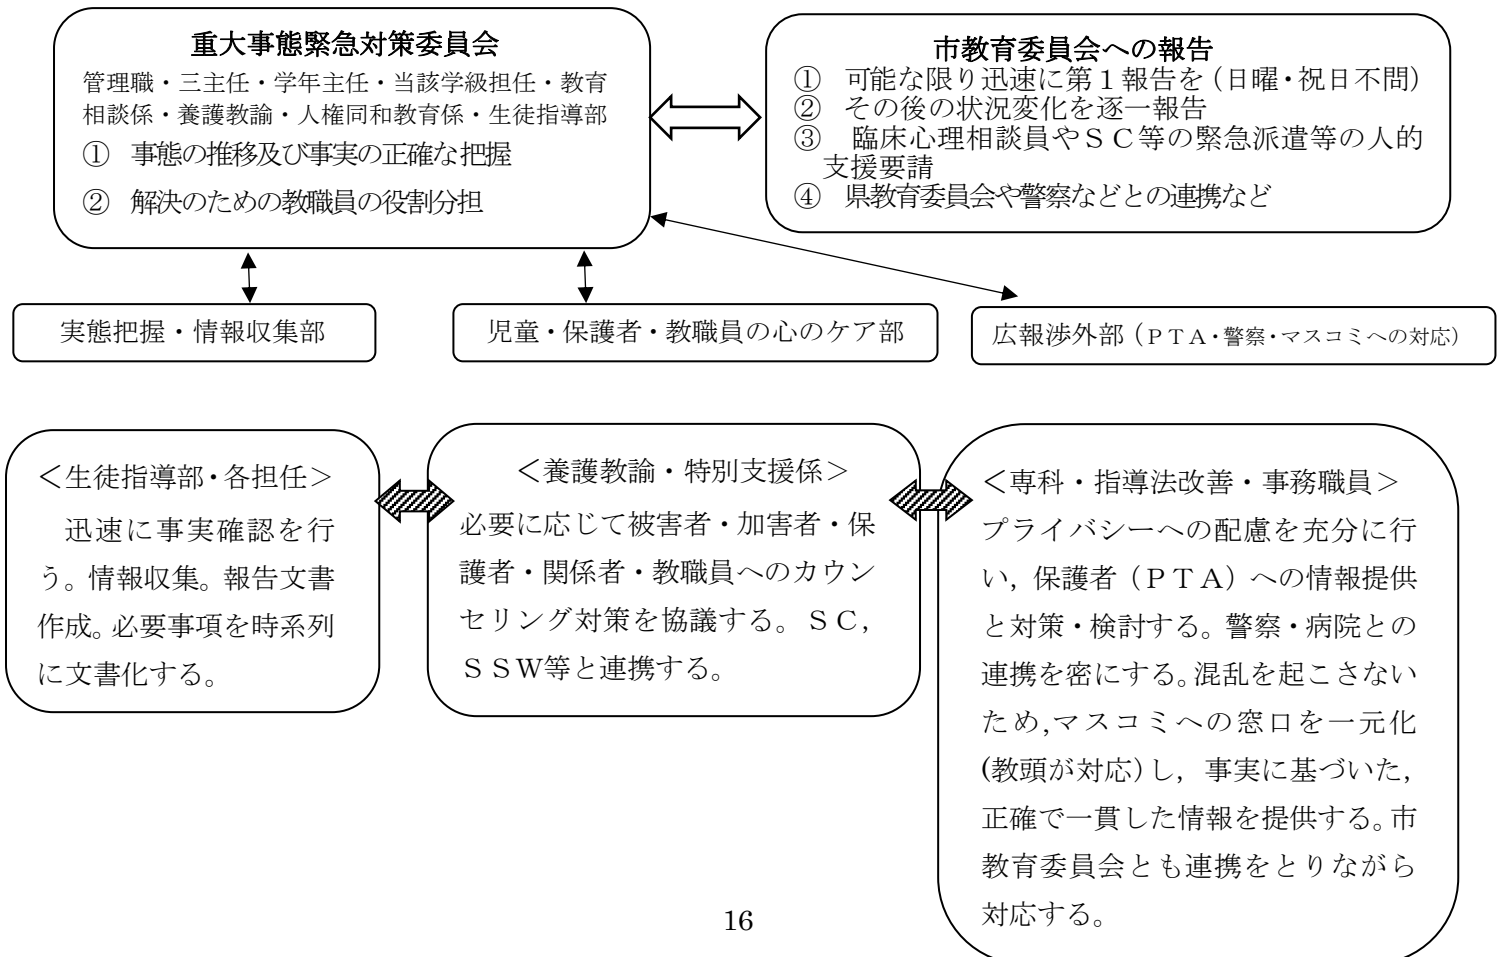 重大事態緊急対策委員会
管理職・三主任・学年主任・当該学級担任・教育
相談係・養護教諭・人権同和教育係・生徒指導部
① 事態の推移及び事実の正確な把握
② 解決のための教職員の役割分担
市教育委員会への報告
① 可能な限り迅速に第1報告を(日曜・祝日不問)
② その後の状況変化を逐一報告
③ 臨床心理相談員やSC等の緊急派遣等の人的
支援要請
④ 県教育委員会や警察などとの連携など
実態把握・情報収集部
児童・保護者・教職員の心のケア部
広報渉外部(PTA・警察・マスコミへの対応)
<生徒指導部・各担任>
迅速に事実確認を行
う。情報収集。報告文書
作成。必要事項を時系列
に文書化する。
<養護教諭・特別支援係>
必要に応じて被害者・加害者・保
護者・関係者・教職員へのカウン
セリング対策を協議する。SC,
SSW等と連携する。
<専科・指導法改善・事務職員>
プライバシーへの配慮を充分に行
い,保護者(PTA)への情報提供
と対策・検討する。警察・病院との
連携を密にする。混乱を起こさない
ため,マスコミへの窓口を一元化
(教頭が対応)し,事実に基づいた,
正確で一貫した情報を提供する。市
教育委員会とも連携をとりながら
対応する。
16